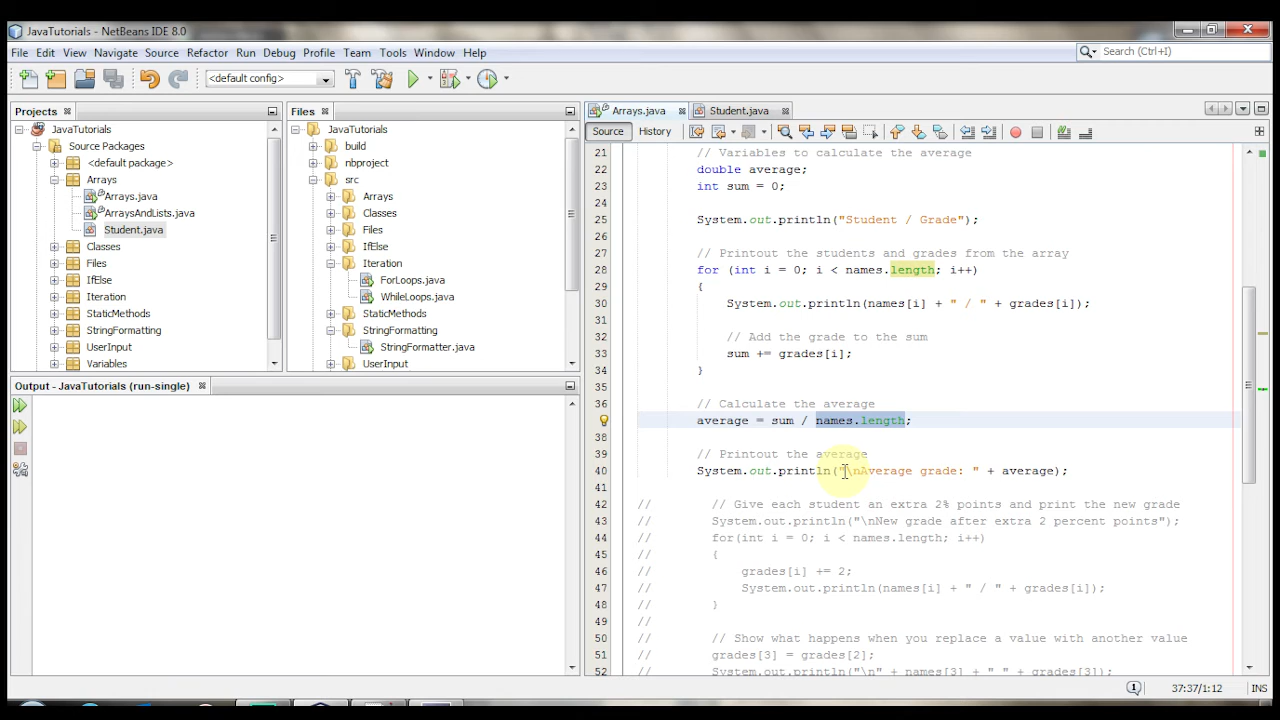 JavaTutorials - NetBeans IDE 8.0
File Edit View Navigate Source Refactor Run Debug Profile Team Tools Window Help
Search (Ctrl+I)
<default config>
Projects
JavaTutorials
Source Packages
<default package>
Arrays
Arrays.java
ArraysAndLists.java
Student.java
Classes
Files
IfElse
Iteration
StaticMethods
StringFormatting
UserInput
Variables
Files
JavaTutorials
build
nbproject
src
Arrays
Classes
Files
IfElse
Iteration
ForLoops.java
WhileLoops.java
StaticMethods
StringFormatting
StringFormatter.java
UserInput
Output - JavaTutorials (run-single)
Arrays.java Student.java
Source History
21 // Variables to calculate the average
22 double average;
23 int sum = 0;
24
25 System.out.println("Student / Grade");
26
27 // Printout the students and grades from the array
28 for (int i = 0; i < names.length; i++)
29 {
30 System.out.println(names[i] + " / " + grades[i]);
31
32 // Add the grade to the sum
33 sum += grades[i];
34 }
35
36 // Calculate the average
average = sum / names.length;
38
39 // Printout the average
40 System.out.println("\nAverage grade: " + average);
41
42 // // Give each student an extra 2% points and print the new grade
43 // System.out.println("\nNew grade after extra 2 percent points");
44 // for(int i = 0; i < names.length; i++)
45 // {
46 // grades[i] += 2;
47 // System.out.println(names[i] + " / " + grades[i]);
48 // }
49 //
50 // // Show what happens when you replace a value with another value
51 // grades[3] = grades[2];
52 // System.out.println("\n" + names[3] + " " + grades[3]);
1 37:37/1:12 INS